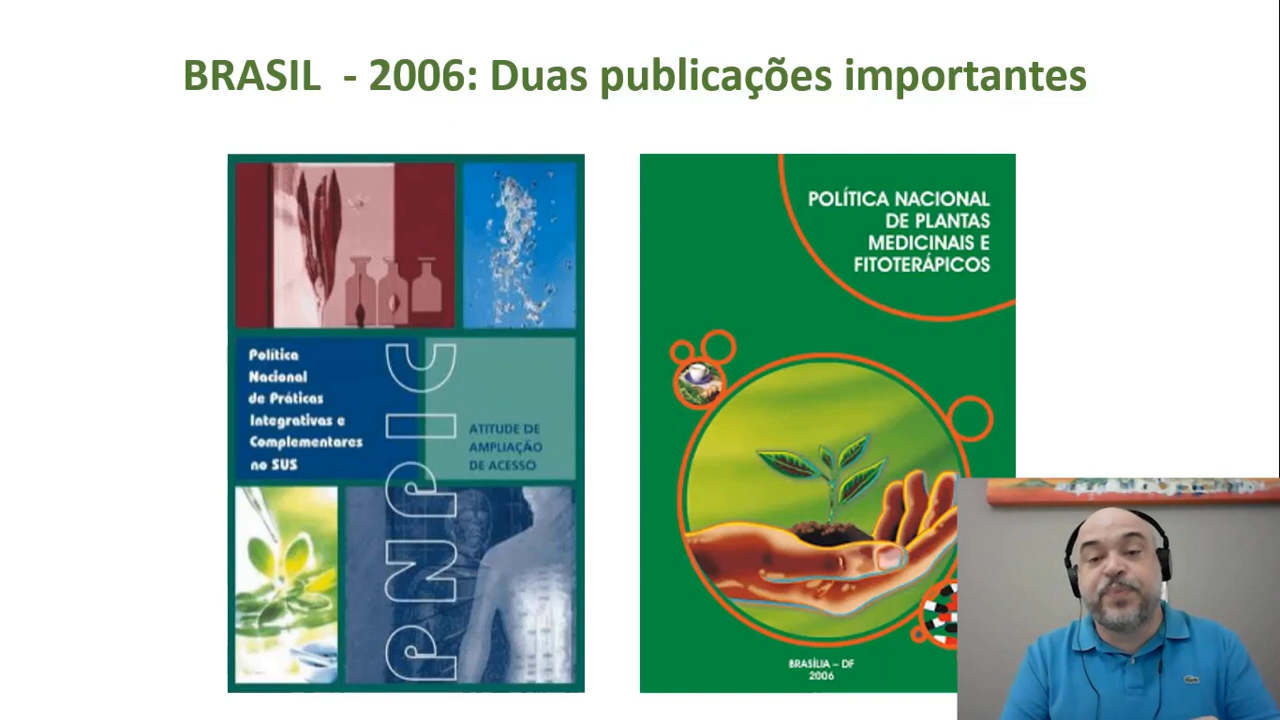 BRASIL - 2006: Duas publicações importantes
Política
Nacional
de Práticas
Integrativas e
Complementares
no SUS
PNPIC
ATITUDE DE
AMPLIAÇÃO
DE ACESSO
POLÍTICA NACIONAL
DE PLANTAS
MEDICINAIS E
FITOTERÁPICOS
BRASÍLIA – DF
2006